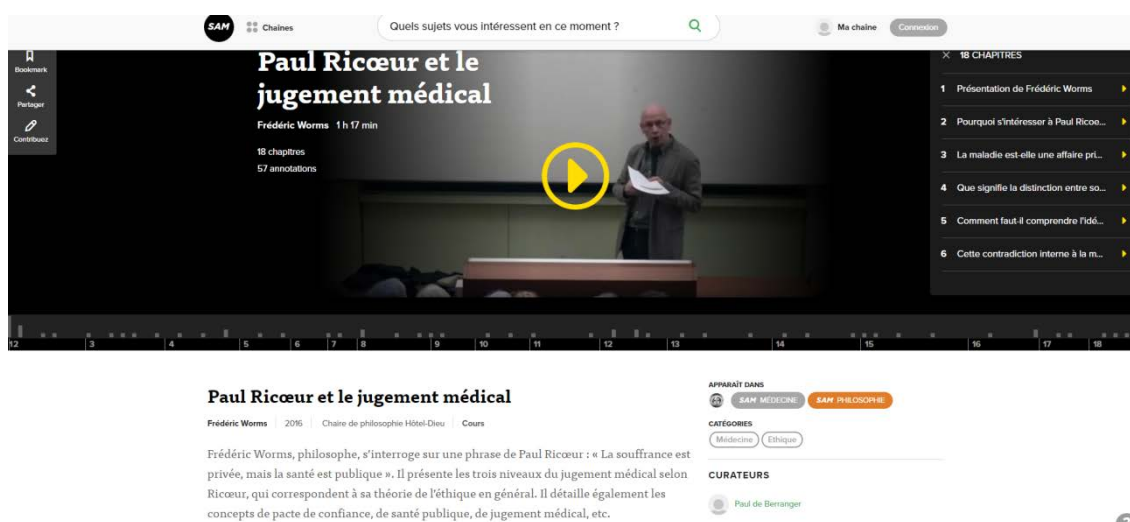 SAM
Chaînes
Quels sujets vous intéressent en ce moment ?
Ma chaîne
Connexion
Bookmark
Partager
Contribuez
Paul Ricœur et le
jugement médical
Frédéric Worms 1 h 17 min
18 chapitres
57 annotations
× 18 CHAPITRES
1 Présentation de Frédéric Worms
2 Pourquoi s'intéresser à Paul Ricoe...
3 La maladie est-elle une affaire pri...
4 Que signifie la distinction entre so...
5 Comment faut-il comprendre l'idé...
6 Cette contradiction interne à la m...
12 3 4 5 6 7 8 9 10 11 12 13 14 15 16 17 18
Paul Ricœur et le jugement médical
Frédéric Worms 2016 Chaire de philosophie Hôtel-Dieu Cours
Frédéric Worms, philosophe, s'interroge sur une phrase de Paul Ricœur : « La souffrance est
privée, mais la santé est publique ». Il présente les trois niveaux du jugement médical selon
Ricœur, qui correspondent à sa théorie de l'éthique en général. Il détaille également les
concepts de pacte de confiance, de santé publique, de jugement médical, etc.
APPARAÎT DANS
SAM MÉDECINE SAM PHILOSOPHIE
CATÉGORIES
Médecine Ethique
CURATEURS
Paul de Berranger